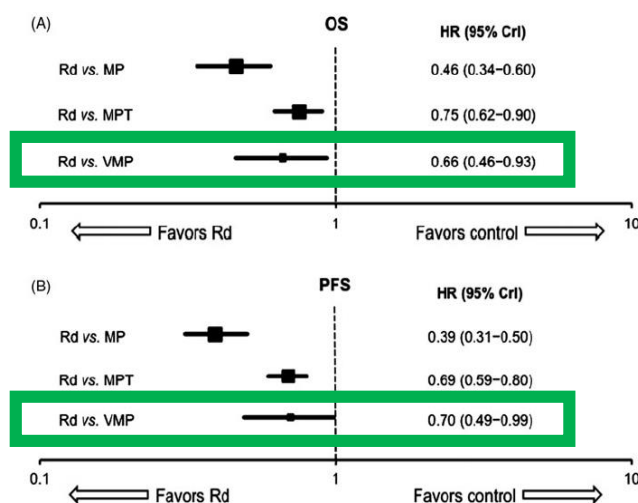 (A) OS HR (95% CrI)
Rd vs. MP 0.46 (0.34–0.60)
Rd vs. MPT 0.75 (0.62–0.90)
Rd vs. VMP 0.66 (0.46–0.93)
0.1 1 10
Favors Rd Favors control
(B) PFS HR (95% CrI)
Rd vs. MP 0.39 (0.31–0.50)
Rd vs. MPT 0.69 (0.59–0.80)
Rd vs. VMP 0.70 (0.49–0.99)
0.1 1 10
Favors Rd Favors control